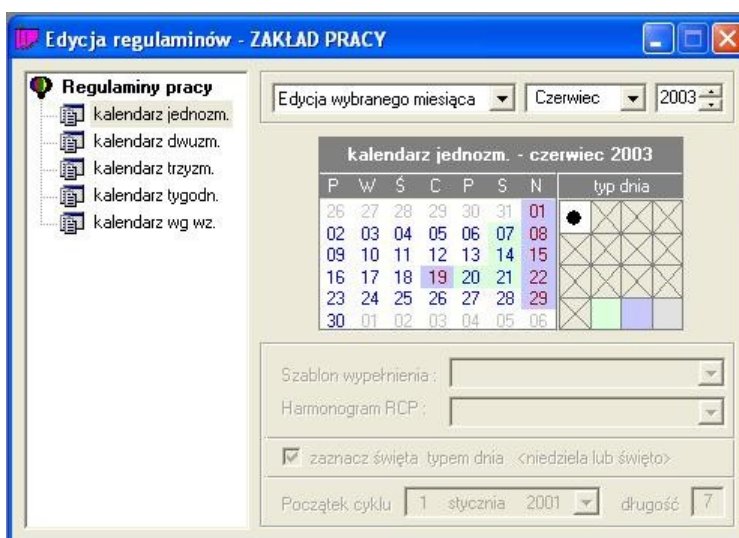 Edycja regulaminów - ZAKŁAD PRACY
Regulaminy pracy
kalendarz jednozm.
kalendarz dwuzm.
kalendarz trzyzm.
kalendarz tygodn.
kalendarz wg wz.
Edycja wybranego miesiąca Czerwiec 2003
kalendarz jednozm. - czerwiec 2003
P W Ś C P S N typ dnia
26 27 28 29 30 31 01
02 03 04 05 06 07 08
09 10 11 12 13 14 15
16 17 18 19 20 21 22
23 24 25 26 27 28 29
30 01 02 03 04 05 06
Szablon wypełnienia :
Harmonogram RCP :
zaznacz święta typem dnia <niedziela lub święto>
Początek cyklu 1 stycznia 2001 długość 7